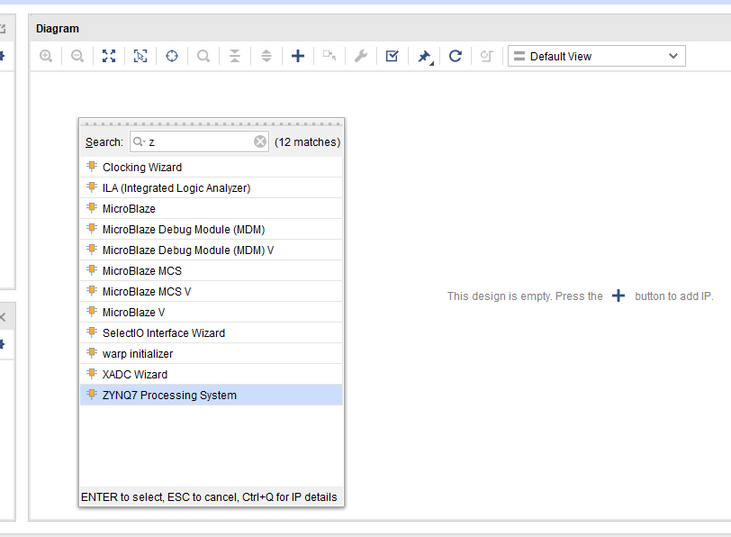 Diagram
Default View
Search: z (12 matches)
Clocking Wizard
ILA (Integrated Logic Analyzer)
MicroBlaze
MicroBlaze Debug Module (MDM)
MicroBlaze Debug Module (MDM) V
MicroBlaze MCS
MicroBlaze MCS V
MicroBlaze V
SelectIO Interface Wizard
warp initializer
XADC Wizard
ZYNQ7 Processing System
ENTER to select, ESC to cancel, Ctrl+Q for IP details
This design is empty. Press the button to add IP.